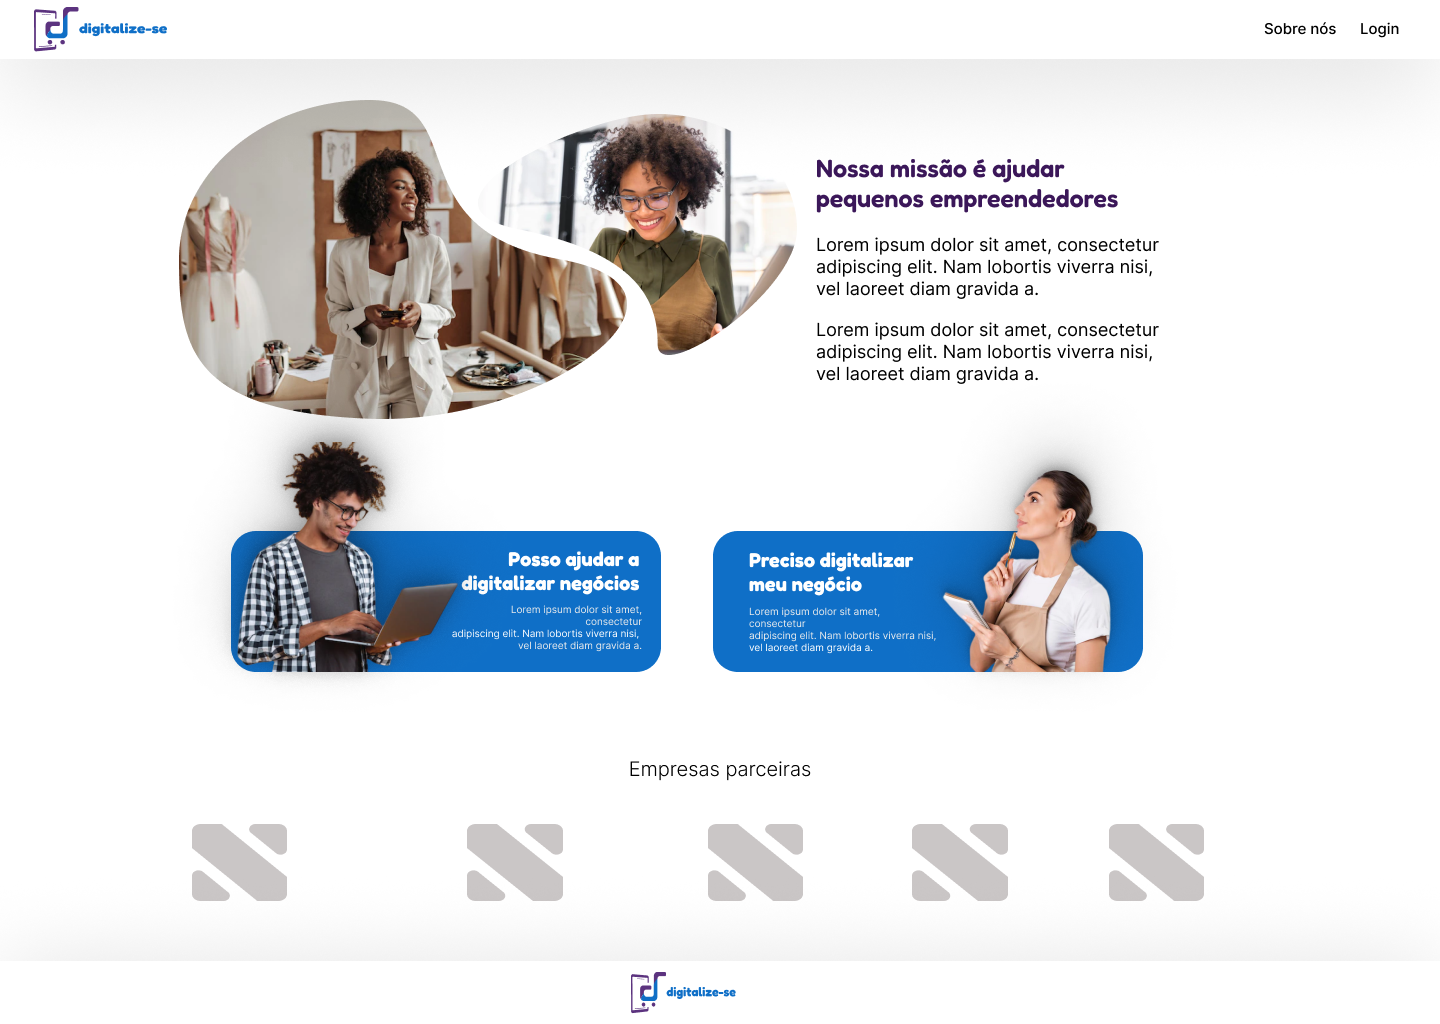 digitalize-se
Sobre nós
Login
Nossa missão é ajudar
pequenos empreendedores
Lorem ipsum dolor sit amet, consectetur
adipiscing elit. Nam lobortis viverra nisi,
vel laoreet diam gravida a.
Lorem ipsum dolor sit amet, consectetur
adipiscing elit. Nam lobortis viverra nisi,
vel laoreet diam gravida a.
Posso ajudar a
digitalizar negócios
Lorem ipsum dolor sit amet,
consectetur
adipiscing elit. Nam lobortis viverra nisi,
vel laoreet diam gravida a.
Preciso digitalizar
meu negócio
Lorem ipsum dolor sit amet,
consectetur
adipiscing elit. Nam lobortis viverra nisi,
vel laoreet diam gravida a.
Empresas parceiras
digitalize-se